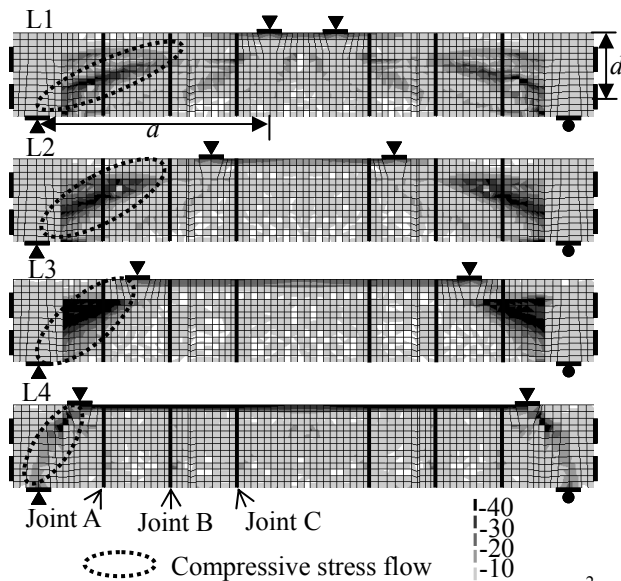 L1
d
a
L2
L3
L4
Joint A
Joint B
Joint C
-40
-30
-20
-10
Compressive stress flow